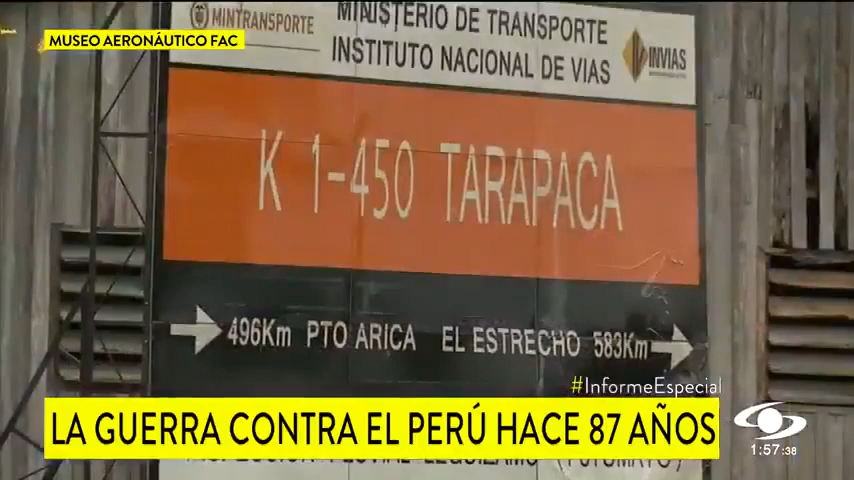 MINTRANSPORTE
MINISTERIO DE TRANSPORTE
INSTITUTO NACIONAL DE VIAS
INVIAS
MUSEO AERONÁUTICO FAC
K 1-450 TARAPACA
496Km PTO ARICA EL ESTRECHO 583Km
#InformeEspecial
LA GUERRA CONTRA EL PERÚ HACE 87 AÑOS
1:57:38